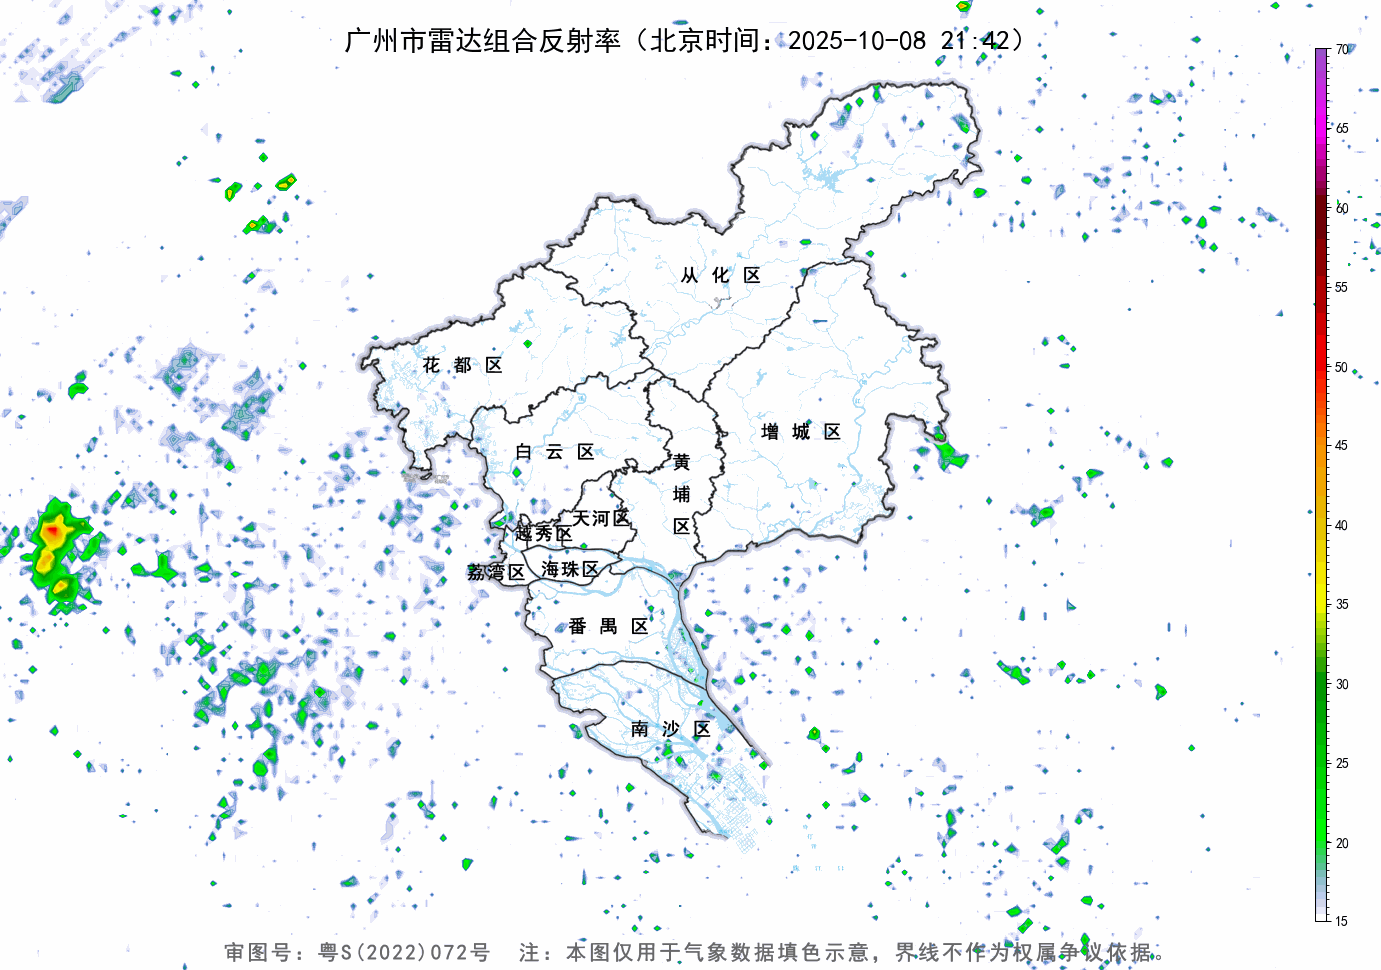 广州市雷达组合反射率（北京时间：2025-10-08 21:42）
70
65
60
55
50
45
40
35
30
25
20
15
从化区
花都区
增城区
白云区
黄埔区
天河区
越秀区
荔湾区
海珠区
番禺区
南沙区
审图号：粤S(2022)072号 注：本图仅用于气象数据填色示意，界线不作为权属争议依据。